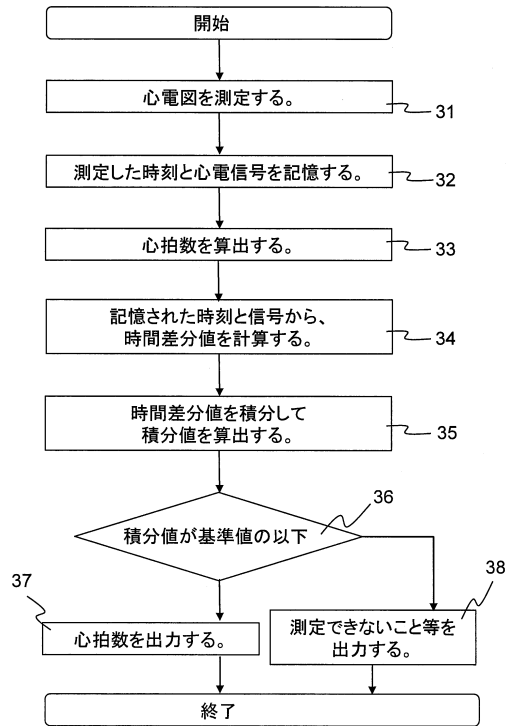 開始
心電図を測定する。
31
測定した時刻と心電信号を記憶する。
32
心拍数を算出する。
33
記憶された時刻と信号から、
時間差分値を計算する。
34
時間差分値を積分して
積分値を算出する。
35
36
積分値が基準値の以下
37
心拍数を出力する。
38
測定できないこと等を
出力する。
終了